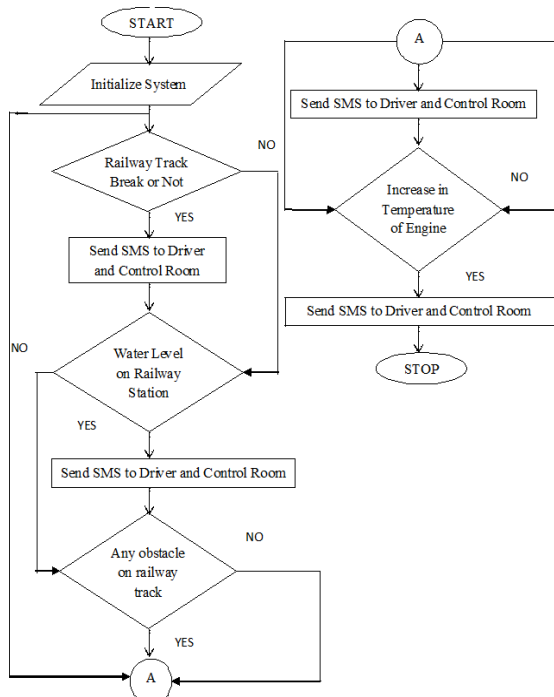 START
Initialize System
Railway Track
Break or Not
NO
YES
Send SMS to Driver
and Control Room
Water Level
on Railway
Station
NO
YES
Send SMS to Driver and Control Room
Any obstacle
on railway
track
NO
YES
A
A
Send SMS to Driver and Control Room
Increase in
Temperature
of Engine
NO
YES
Send SMS to Driver and Control Room
STOP